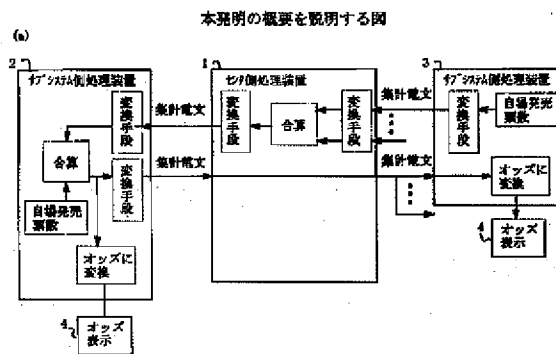 本発明の概要を説明する図
(a)
2
ｻﾌﾞｼｽﾃﾑ側処理装置
変換手段
合算
変換手段
自場発売
票数
オッズに
変換
4
オッズ
表示
集計電文
集計電文
1
ｾﾝﾀ側処理装置
変換手段
合算
変換手段
集計電文
集計電文
3
ｻﾌﾞｼｽﾃﾑ側処理装置
変換手段
自場発売
票数
オッズに
変換
4
オッズ
表示